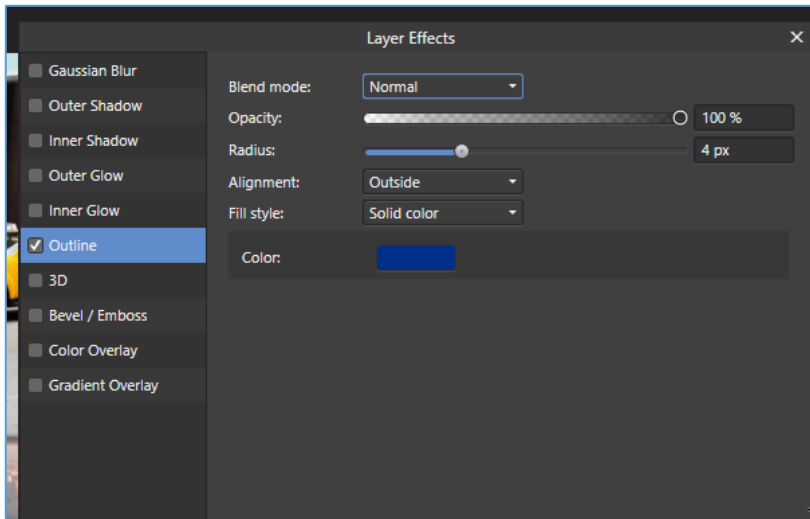 Layer Effects
Gaussian Blur
Outer Shadow
Inner Shadow
Outer Glow
Inner Glow
Outline
3D
Bevel / Emboss
Color Overlay
Gradient Overlay
Blend mode: Normal
Opacity: 100 %
Radius: 4 px
Alignment: Outside
Fill style: Solid color
Color: